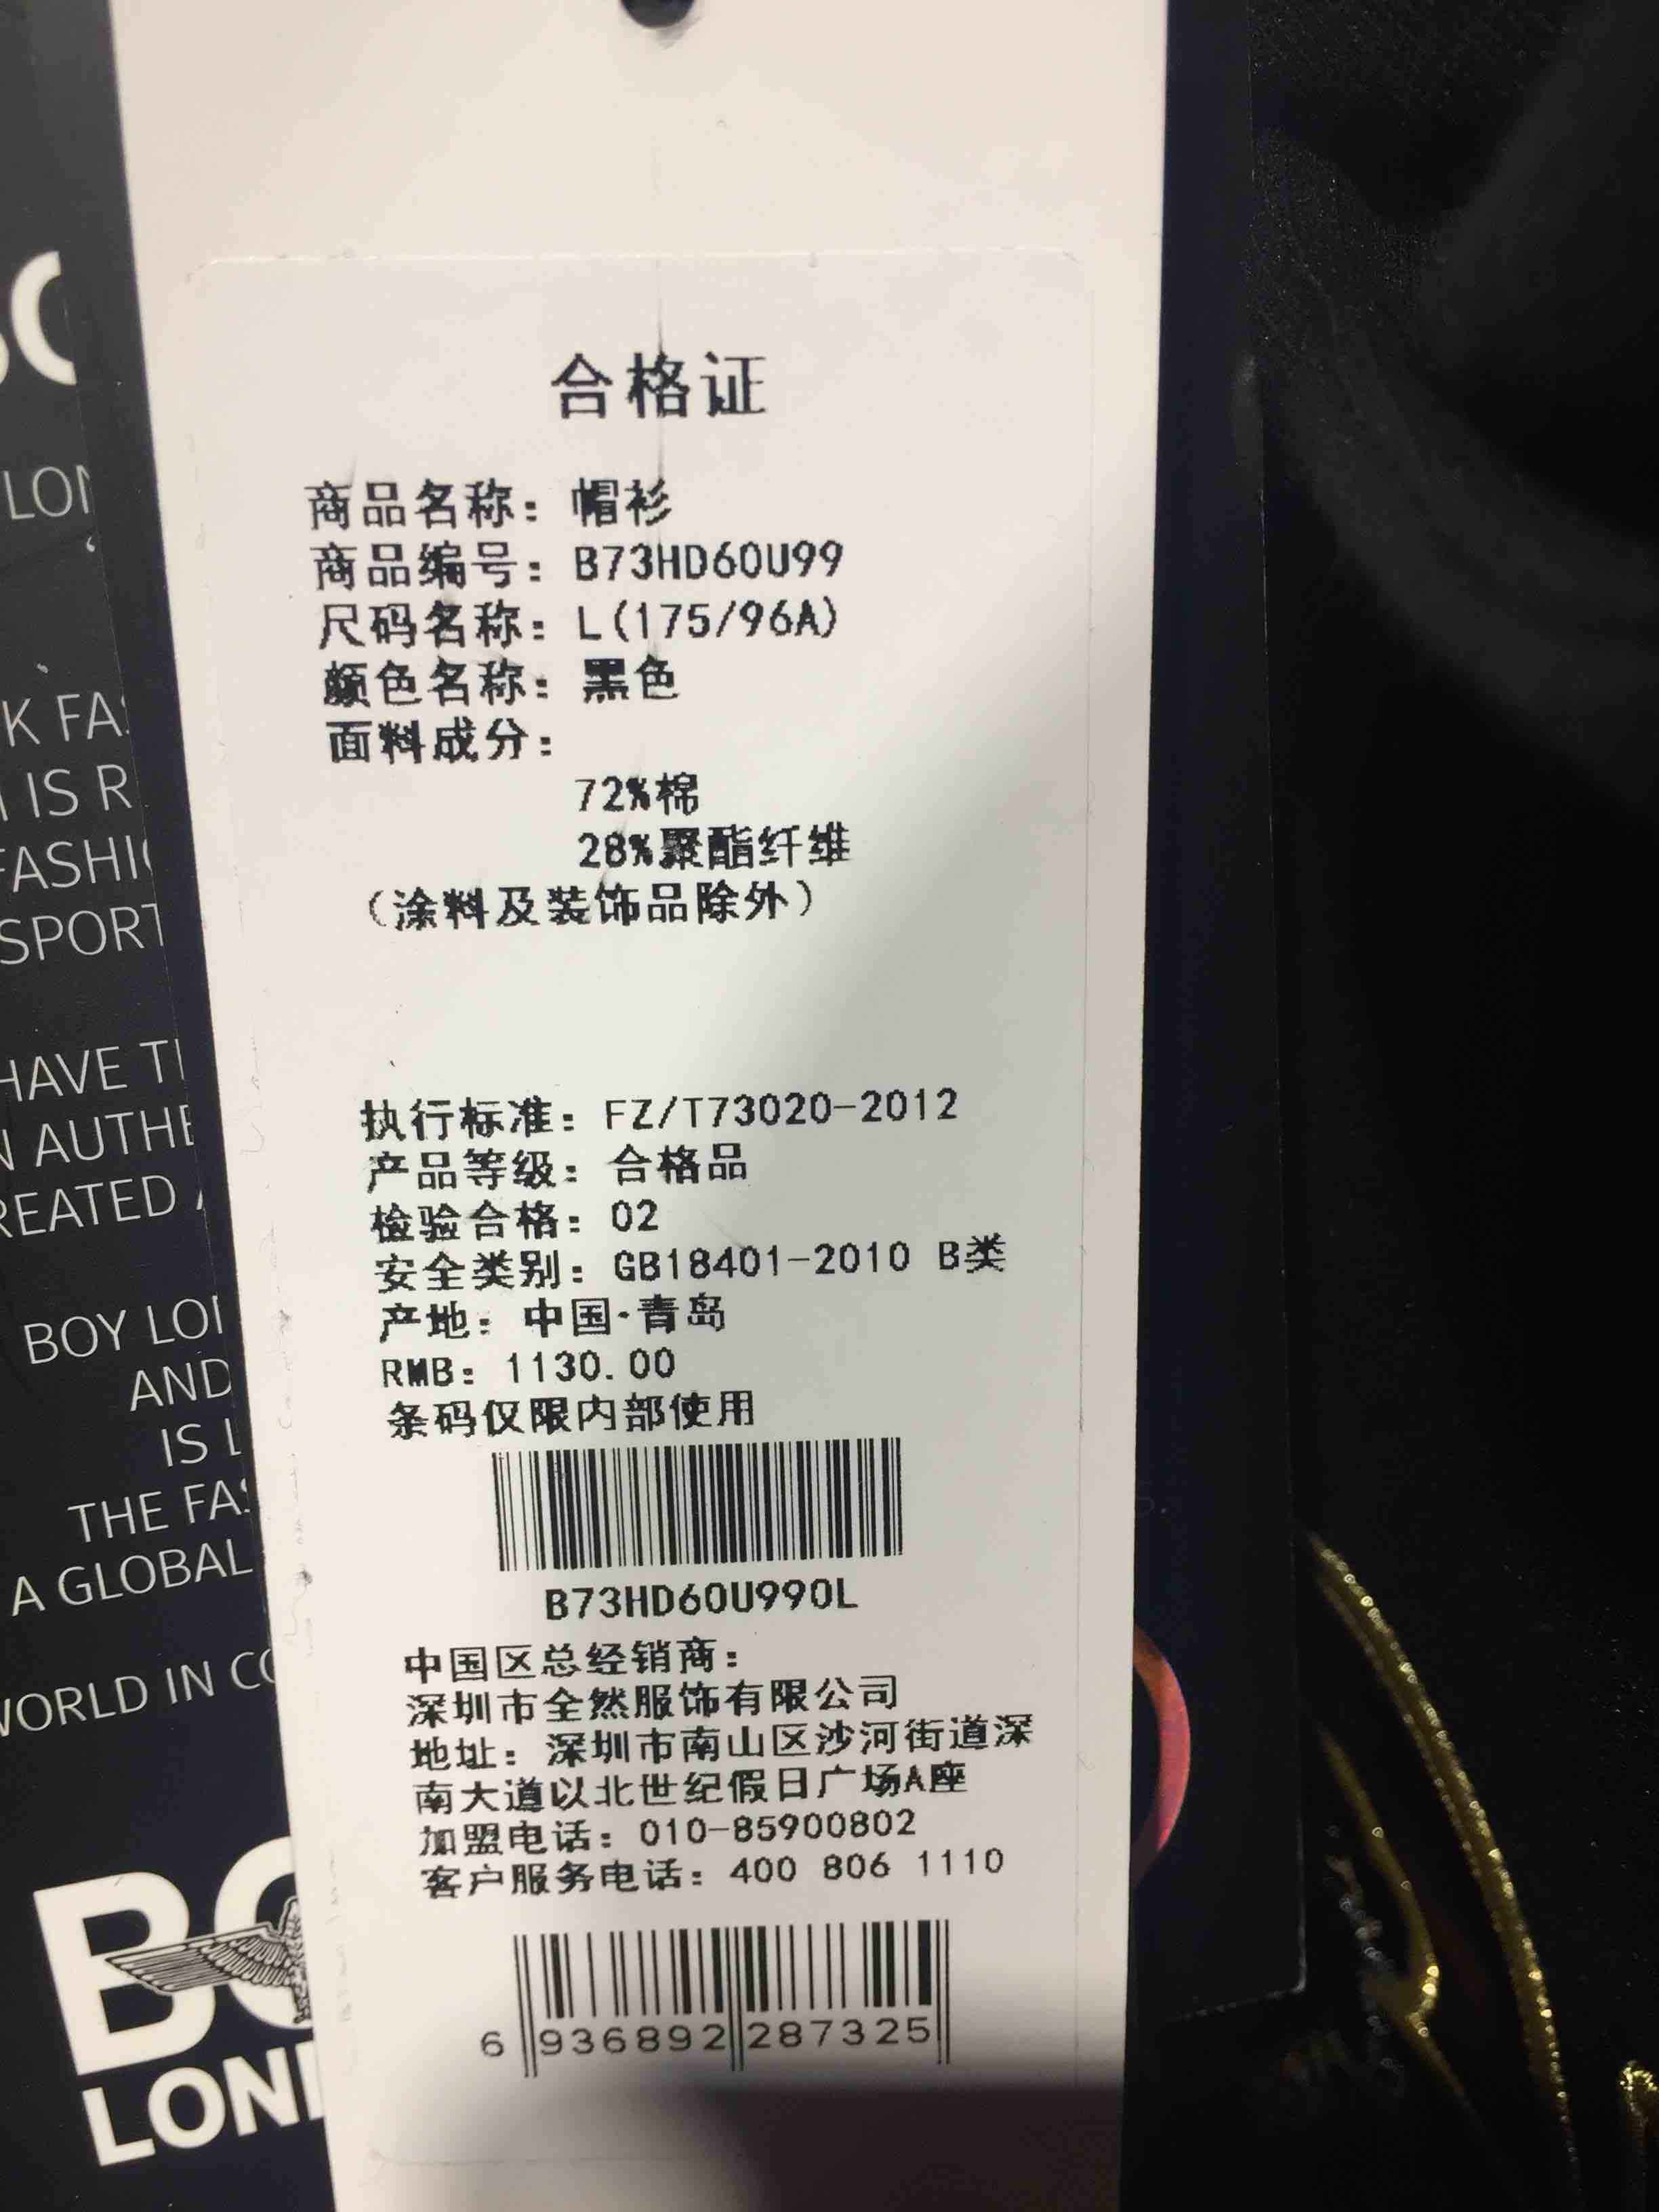 合格证
商品名称：帽衫
商品编号：B73HD60U99
尺码名称：L(175/96A)
颜色名称：黑色
面料成分：
72%棉
28%聚酯纤维
（涂料及装饰品除外）
执行标准：FZ/T73020-2012
产品等级：合格品
检验合格：02
安全类别：GB18401-2010 B类
产地：中国·青岛
RMB：1130.00
条码仅限内部使用
B73HD60U990L
中国区总经销商：
深圳市全然服饰有限公司
地址：深圳市南山区沙河街道深
南大道以北世纪假日广场A座
加盟电话：010-85900802
客户服务电话：400 806 1110
6 936892 287325
K FAS
IS R
FASHI
SPORT
HAVE T
AUTHE
REATED
BOY LO
AND
IS L
THE FAS
A GLOBAL
WORLD IN CO
BO
LON